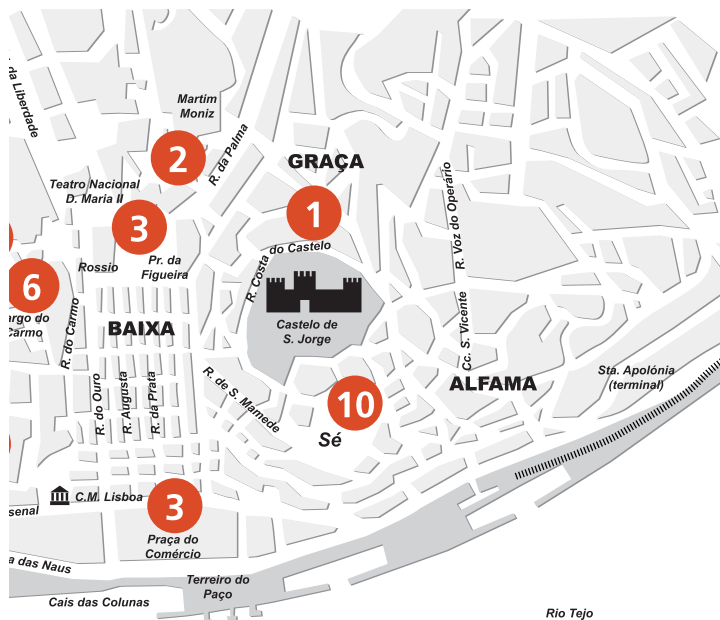 da Liberdade
Martim
Moniz
2
R. da Palma
GRAÇA
Teatro Nacional
D. Maria II
3
1
R. Voz do Operário
R. Costa do Castelo
Pr. da
Figueira
Rossio
6
argo do
Carmo
R. do Carmo
BAIXA
Castelo de
S. Jorge
Cc. S. Vicente
ALFAMA
Sta. Apolónia
(terminal)
R. do Ouro
R. Augusta
R. da Prata
R. de S. Mamede
10
Sé
C.M. Lisboa
senal
3
Praça do
Comércio
a das Naus
Terreiro do
Paço
Cais das Colunas
Rio Tejo